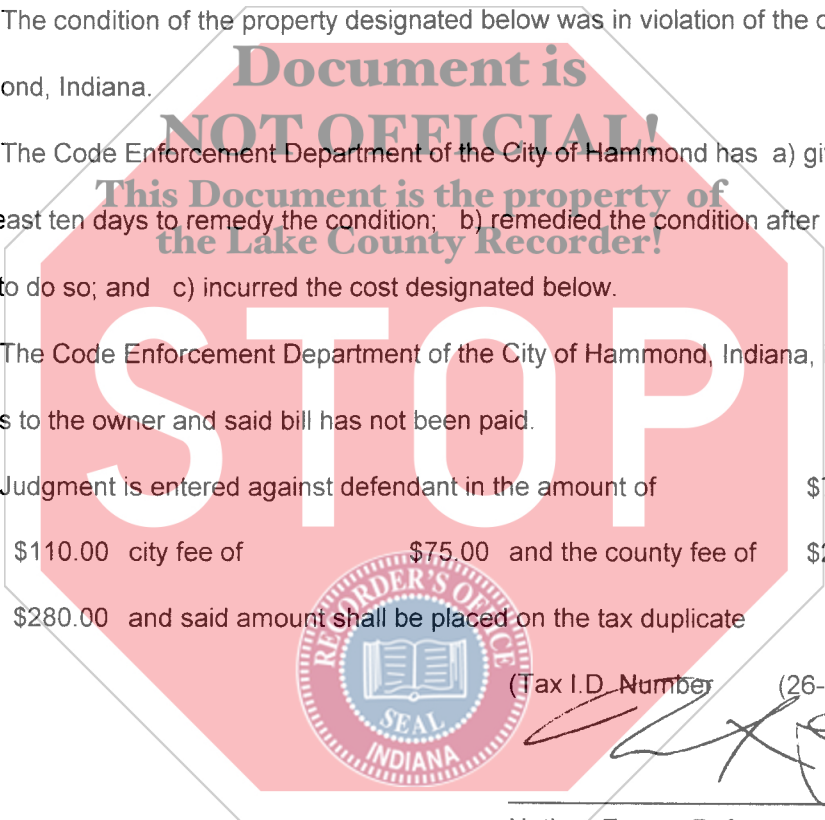 The condition of the property designated below was in violation of the
Document is
ond, Indiana.
NOT OFFICIAL!
The Code Enforcement Department of the City of Hammond has a)
This Document is the property of
east ten days to remedy the condition; b) remedied the condition after
the Lake County Recorder!
to do so; and c) incurred the cost designated below.
STOP
The Code Enforcement Department of the City of Hammond, Indiana,
s to the owner and said bill has not been paid.
Judgment is entered against defendant in the amount of
$110.00 city fee of $75.00 and the county fee of
$280.00 and said amount shall be placed on the tax duplicate
RECORDER'S OFFICE
SEAL
INDIANA
(Tax I.D. Number (26-